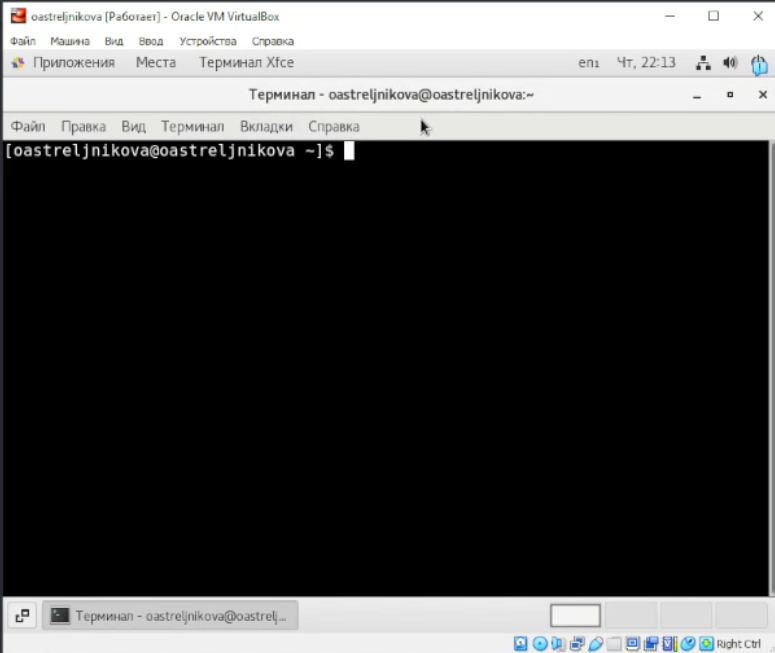 oastreljnikova [Работает] - Oracle VM VirtualBox
Файл Машина Вид Ввод Устройства Справка
Приложения Места Терминал Xfce en₁ Чт, 22:13
Терминал - oastreljnikova@oastreljnikova:~
Файл Правка Вид Терминал Вкладки Справка
[oastreljnikova@oastreljnikova ~]$
Терминал - oastreljnikova@oastrelj...
Right Ctrl